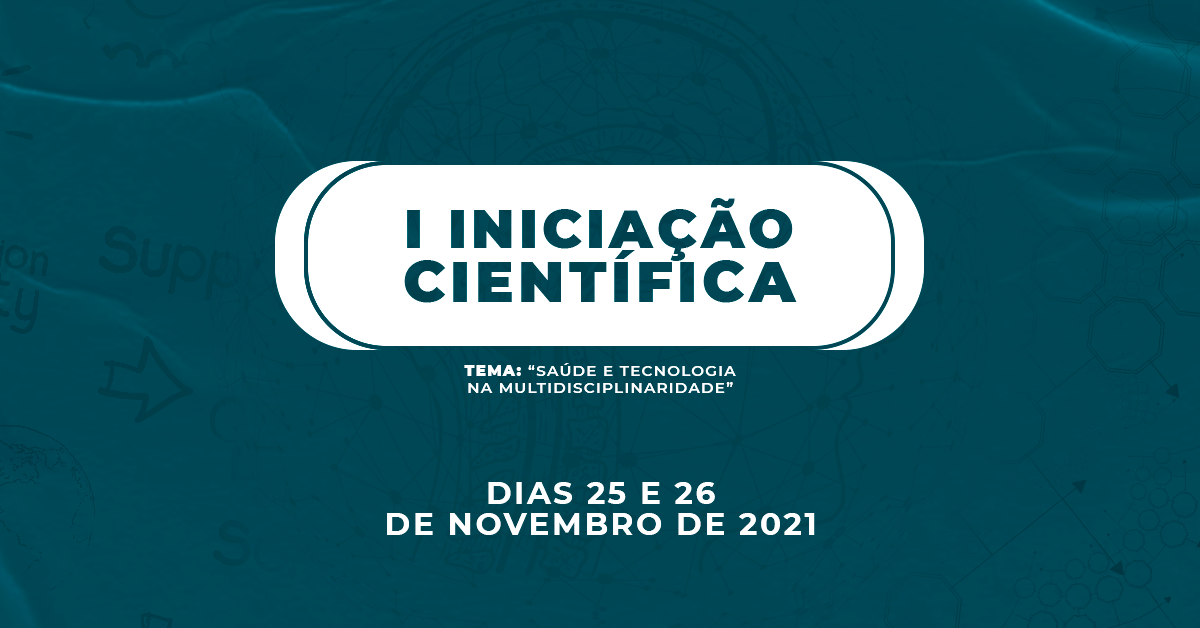 I INICIAÇÃO
CIENTÍFICA
TEMA: “SAÚDE E TECNOLOGIA
NA MULTIDISCIPLINARIDADE”
DIAS 25 E 26
DE NOVEMBRO DE 2021